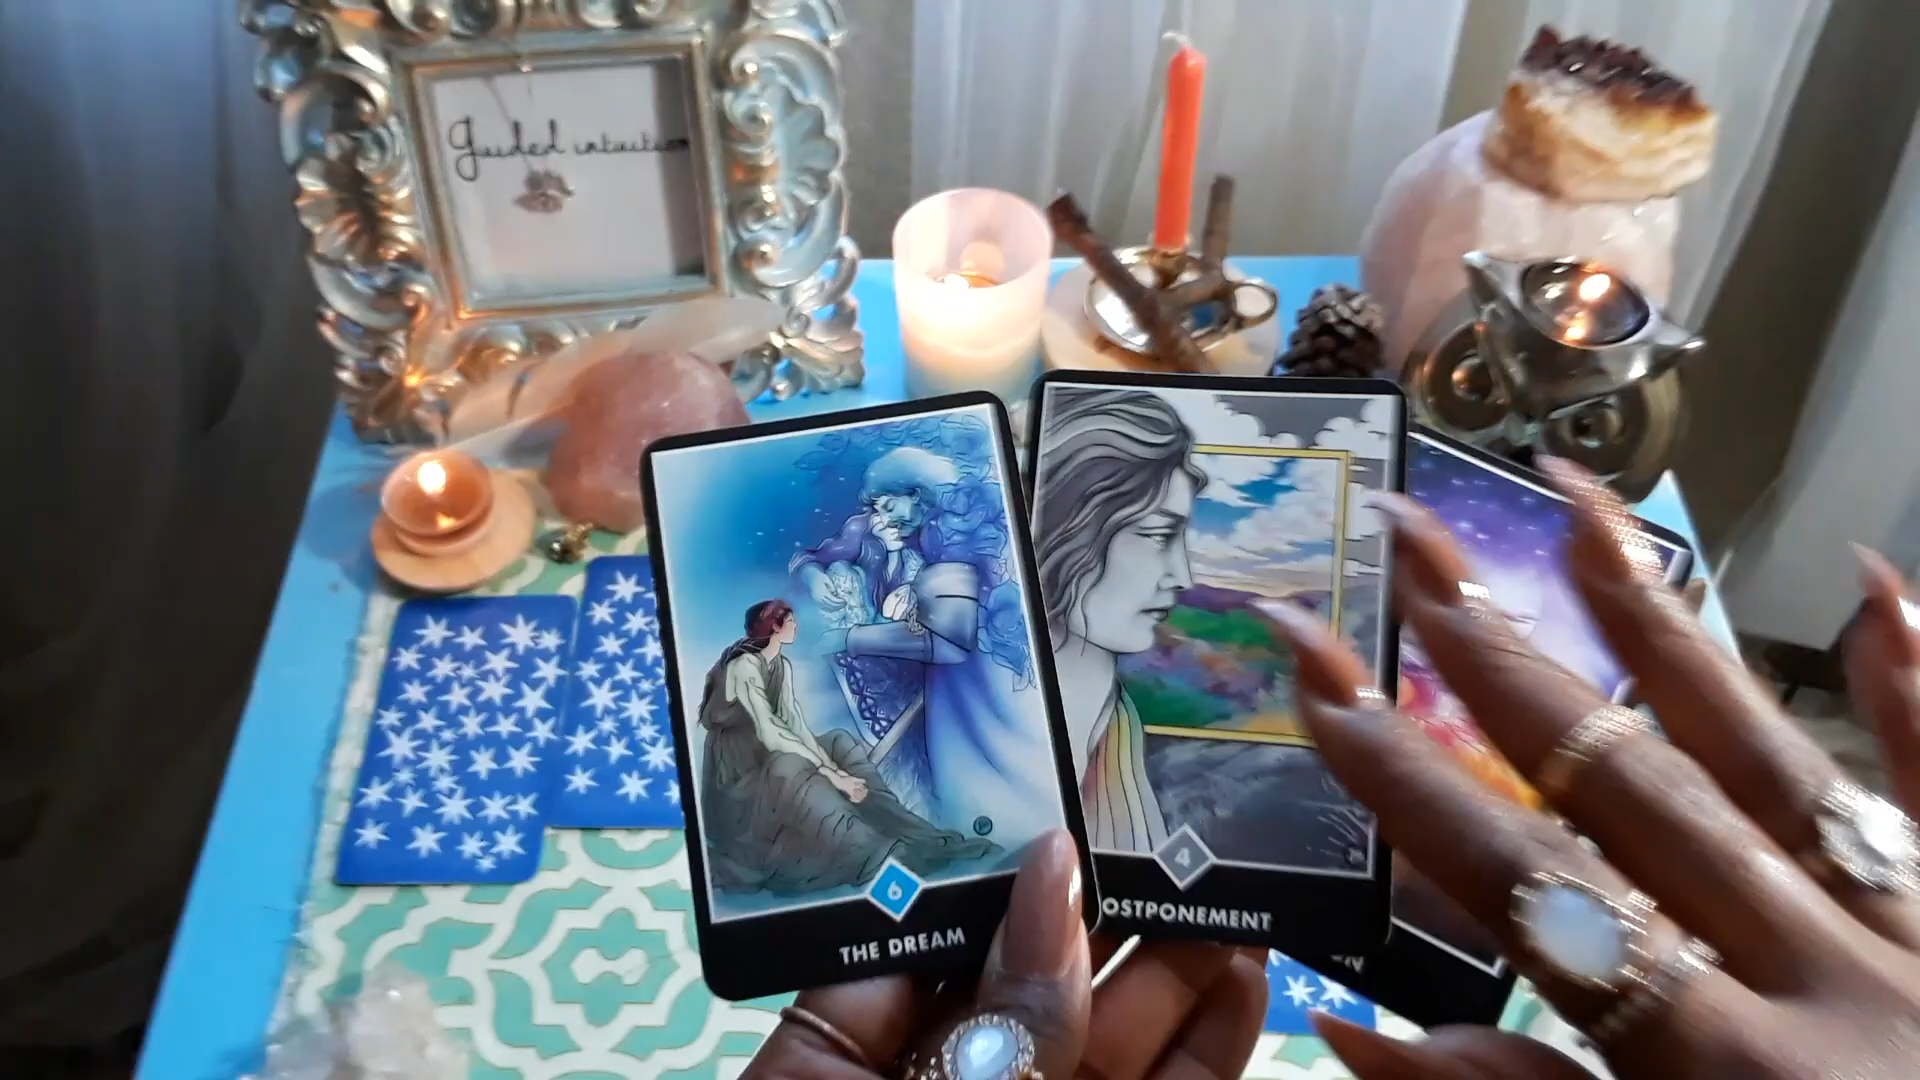 Guided intuition
6
THE DREAM
4
OSTPONEMENT